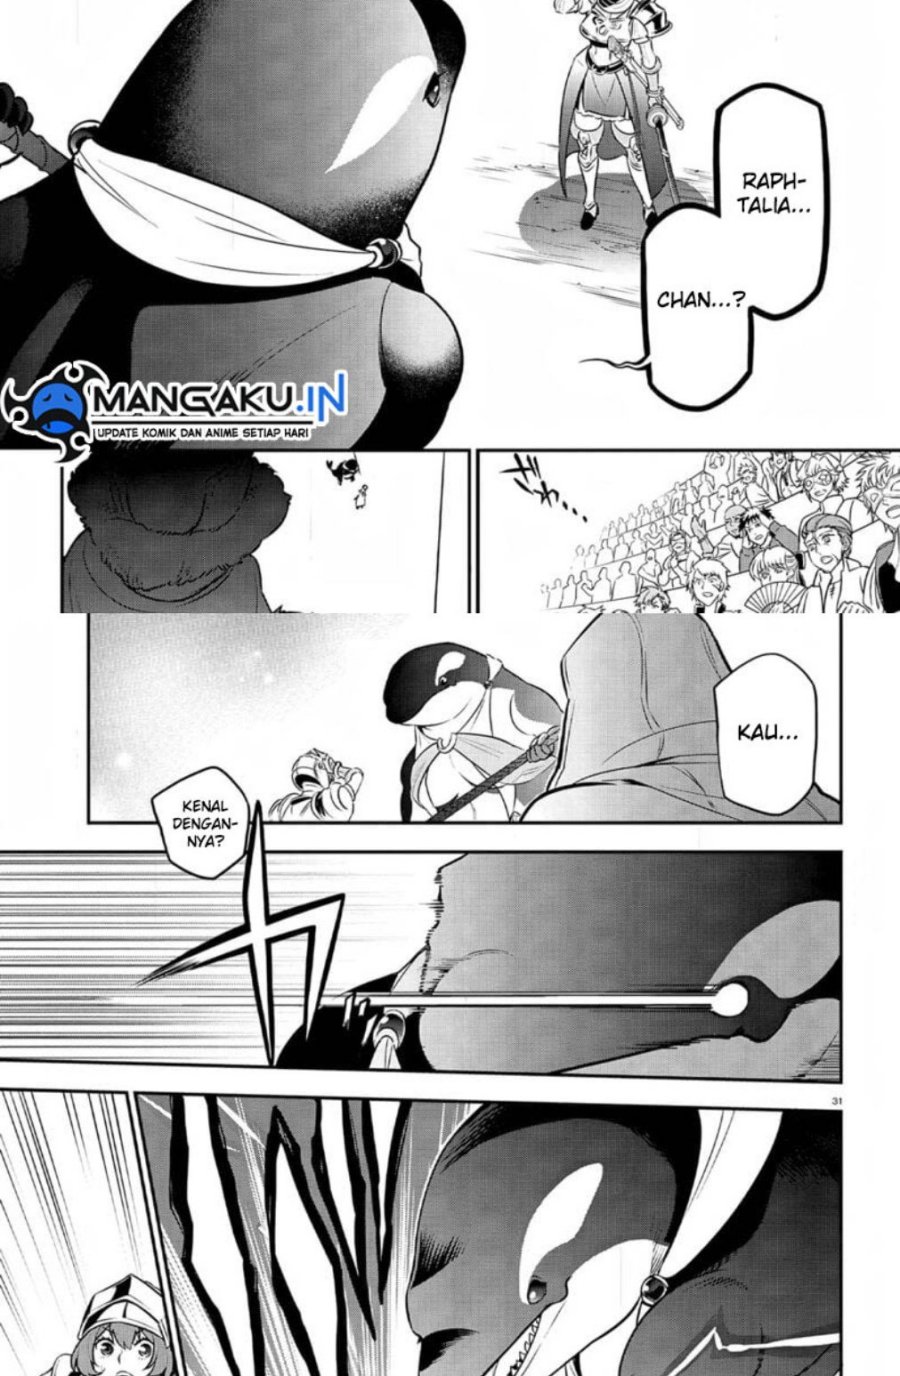 RAPH-
TALIA...
CHAN...?
MANGAKU.IN
UPDATE KOMIK DAN ANIME SETIAP HARI
KAU...
KENAL
DENGAN-
NYA?
31